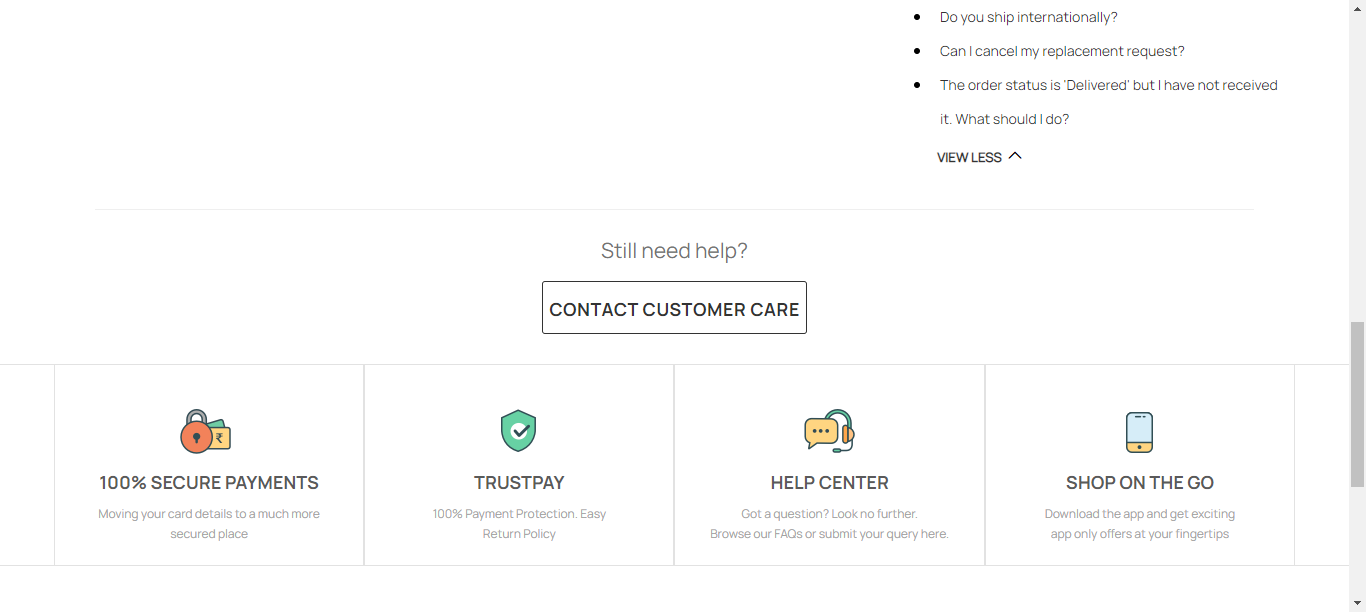 Do you ship internationally?
Can I cancel my replacement request?
The order status is 'Delivered' but I have not received
it. What should I do?
VIEW LESS
Still need help?
CONTACT CUSTOMER CARE
₹
100% SECURE PAYMENTS
Moving your card details to a much more
secured place
TRUSTPAY
100% Payment Protection. Easy
Return Policy
HELP CENTER
Got a question? Look no further.
Browse our FAQs or submit your query here.
SHOP ON THE GO
Download the app and get exciting
app only offers at your fingertips